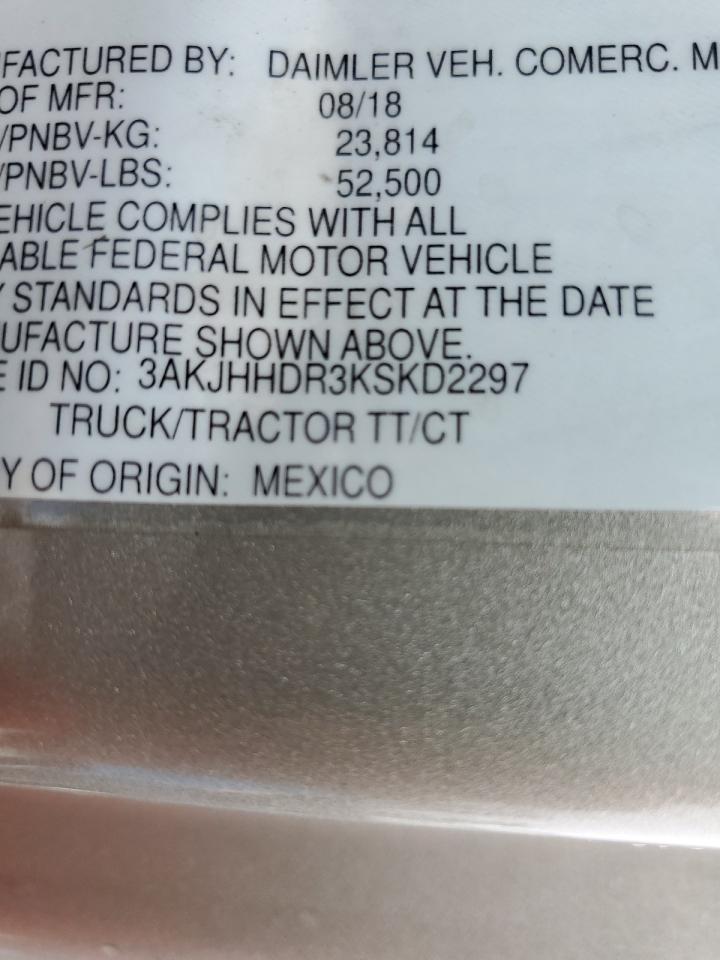 FACTURED BY: DAIMLER VEH. COMERC. M
OF MFR: 08/18
/PNBV-KG: 23,814
/PNBV-LBS: 52,500
EHICLE COMPLIES WITH ALL
ABLE FEDERAL MOTOR VEHICLE
Y STANDARDS IN EFFECT AT THE DATE
UFACTURE SHOWN ABOVE.
E ID NO: 3AKJHHDR3KSKD2297
TRUCK/TRACTOR TT/CT
Y OF ORIGIN: MEXICO